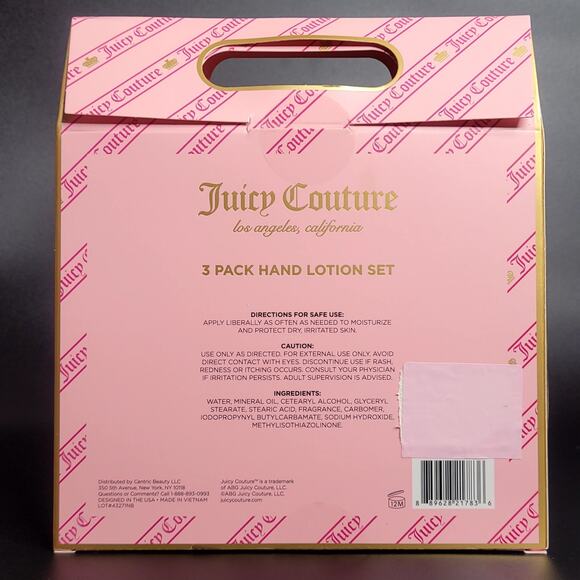 Juicy Couture
los angeles, california
3 PACK HAND LOTION SET
DIRECTIONS FOR SAFE USE:
APPLY LIBERALLY AS OFTEN AS NEEDED TO MOISTURIZE
AND PROTECT DRY, IRRITATED SKIN.
CAUTION:
USE ONLY AS DIRECTED. FOR EXTERNAL USE ONLY. AVOID
DIRECT CONTACT WITH EYES. DISCONTINUE USE IF RASH,
REDNESS OR ITCHING OCCURS. CONSULT YOUR PHYSICIAN
IF IRRITATION PERSISTS. ADULT SUPERVISION IS ADVISED.
INGREDIENTS:
WATER, MINERAL OIL, CETEARYL ALCOHOL, GLYCERYL
STEARATE, STEARIC ACID, FRAGRANCE, CARBOMER,
IODOPROPYNYL BUTYLCARBAMATE, SODIUM HYDROXIDE,
METHYLISOTHIAZOLINONE.
Distributed by Centric Beauty LLC
350 5th Avenue, New York, NY 10118
Questions or Comments? Call 1-888-893-0993
DESIGNED IN THE USA • MADE IN VIETNAM
LOT#43271NB
Juicy Couture™ is a trademark
of ABG Juicy Couture, LLC.
©ABG Juicy Couture, LLC.
juicycouture.com
12M
8 89628 21783 6